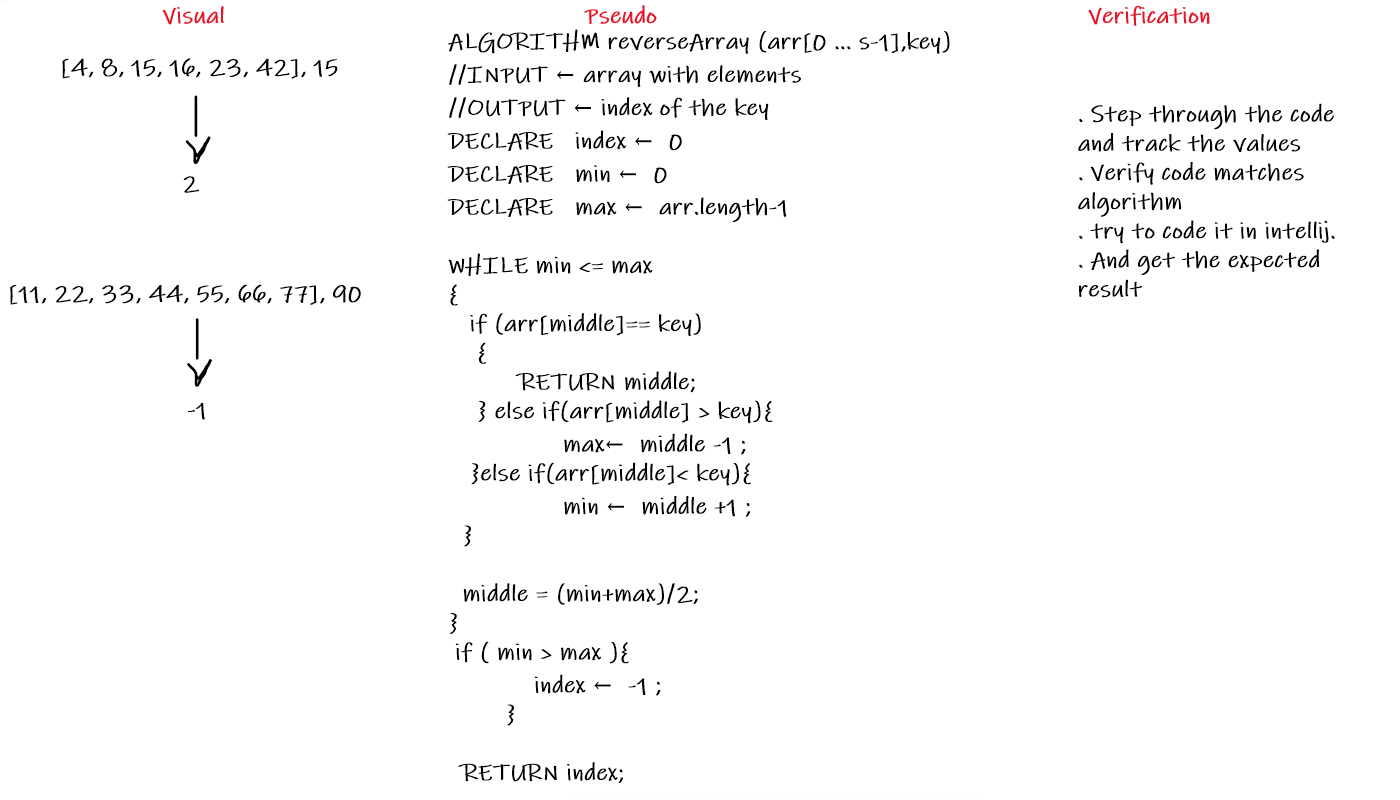 Visual
[4, 8, 15, 16, 23, 42], 15
2
[11, 22, 33, 44, 55, 66, 77], 90
-1
Pseudo
ALGORITHM reverseArray (arr[0 ... s-1],key)
//INPUT ← array with elements
//OUTPUT ← index of the key
DECLARE index ← 0
DECLARE min ← 0
DECLARE max ← arr.length-1
WHILE min <= max
{
if (arr[middle]== key)
{
RETURN middle;
} else if(arr[middle] > key){
max← middle -1 ;
}else if(arr[middle]< key){
min ← middle +1 ;
}
middle = (min+max)/2;
}
if ( min > max ){
index ← -1 ;
}
RETURN index;
Verification
. Step through the code
and track the values
. Verify code matches
algorithm
. try to code it in intellij.
. And get the expected
result